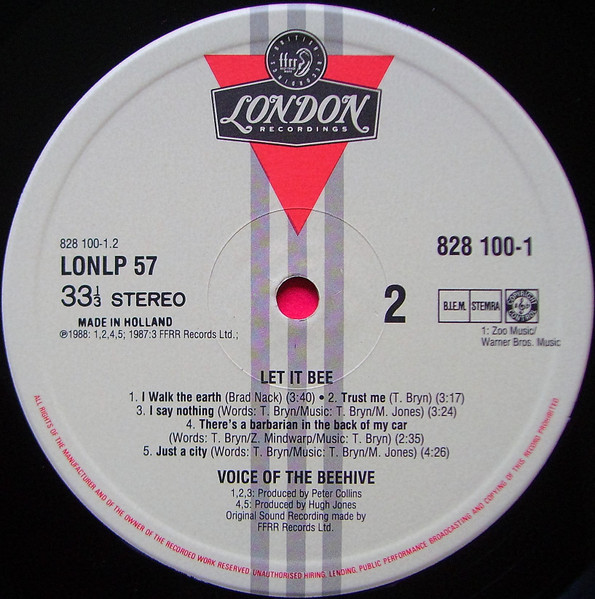 BRITISH RECORDINGS
ffrr
LONDON
RECORDINGS
828 100-1.2
LONLP 57
33 1/3 STEREO
MADE IN HOLLAND
℗1988: 1,2,4,5; 1987:3 FFRR Records Ltd.;
2
828 100-1
B.I.E.M. STEMRA
COPYRIGHT CONTROL
1: Zoo Music/
Warner Bros. Music
LET IT BEE
1. I Walk the earth (Brad Nack) (3:40) • 2. Trust me (T. Bryn) (3:17)
3. I say nothing (Words: T. Bryn/Music: T. Bryn/M. Jones) (3:24)
4. There's a barbarian in the back of my car
(Words: T. Bryn/Z. Mindwarp/Music: T. Bryn) (2:35)
5. Just a city (Words: T. Bryn/Music: T. Bryn/M. Jones) (4:26)
VOICE OF THE BEEHIVE
1,2,3: Produced by Peter Collins
4,5: Produced by Hugh Jones
Original Sound Recording made by
FFRR Records Ltd.
ALL RIGHTS OF THE MANUFACTURER AND OF THE OWNER OF THE RECORDED WORK RESERVED. UNAUTHORISED HIRING, LENDING, PUBLIC PERFORMANCE BROADCASTING AND COPYING OF THIS RECORD PROHIBITED